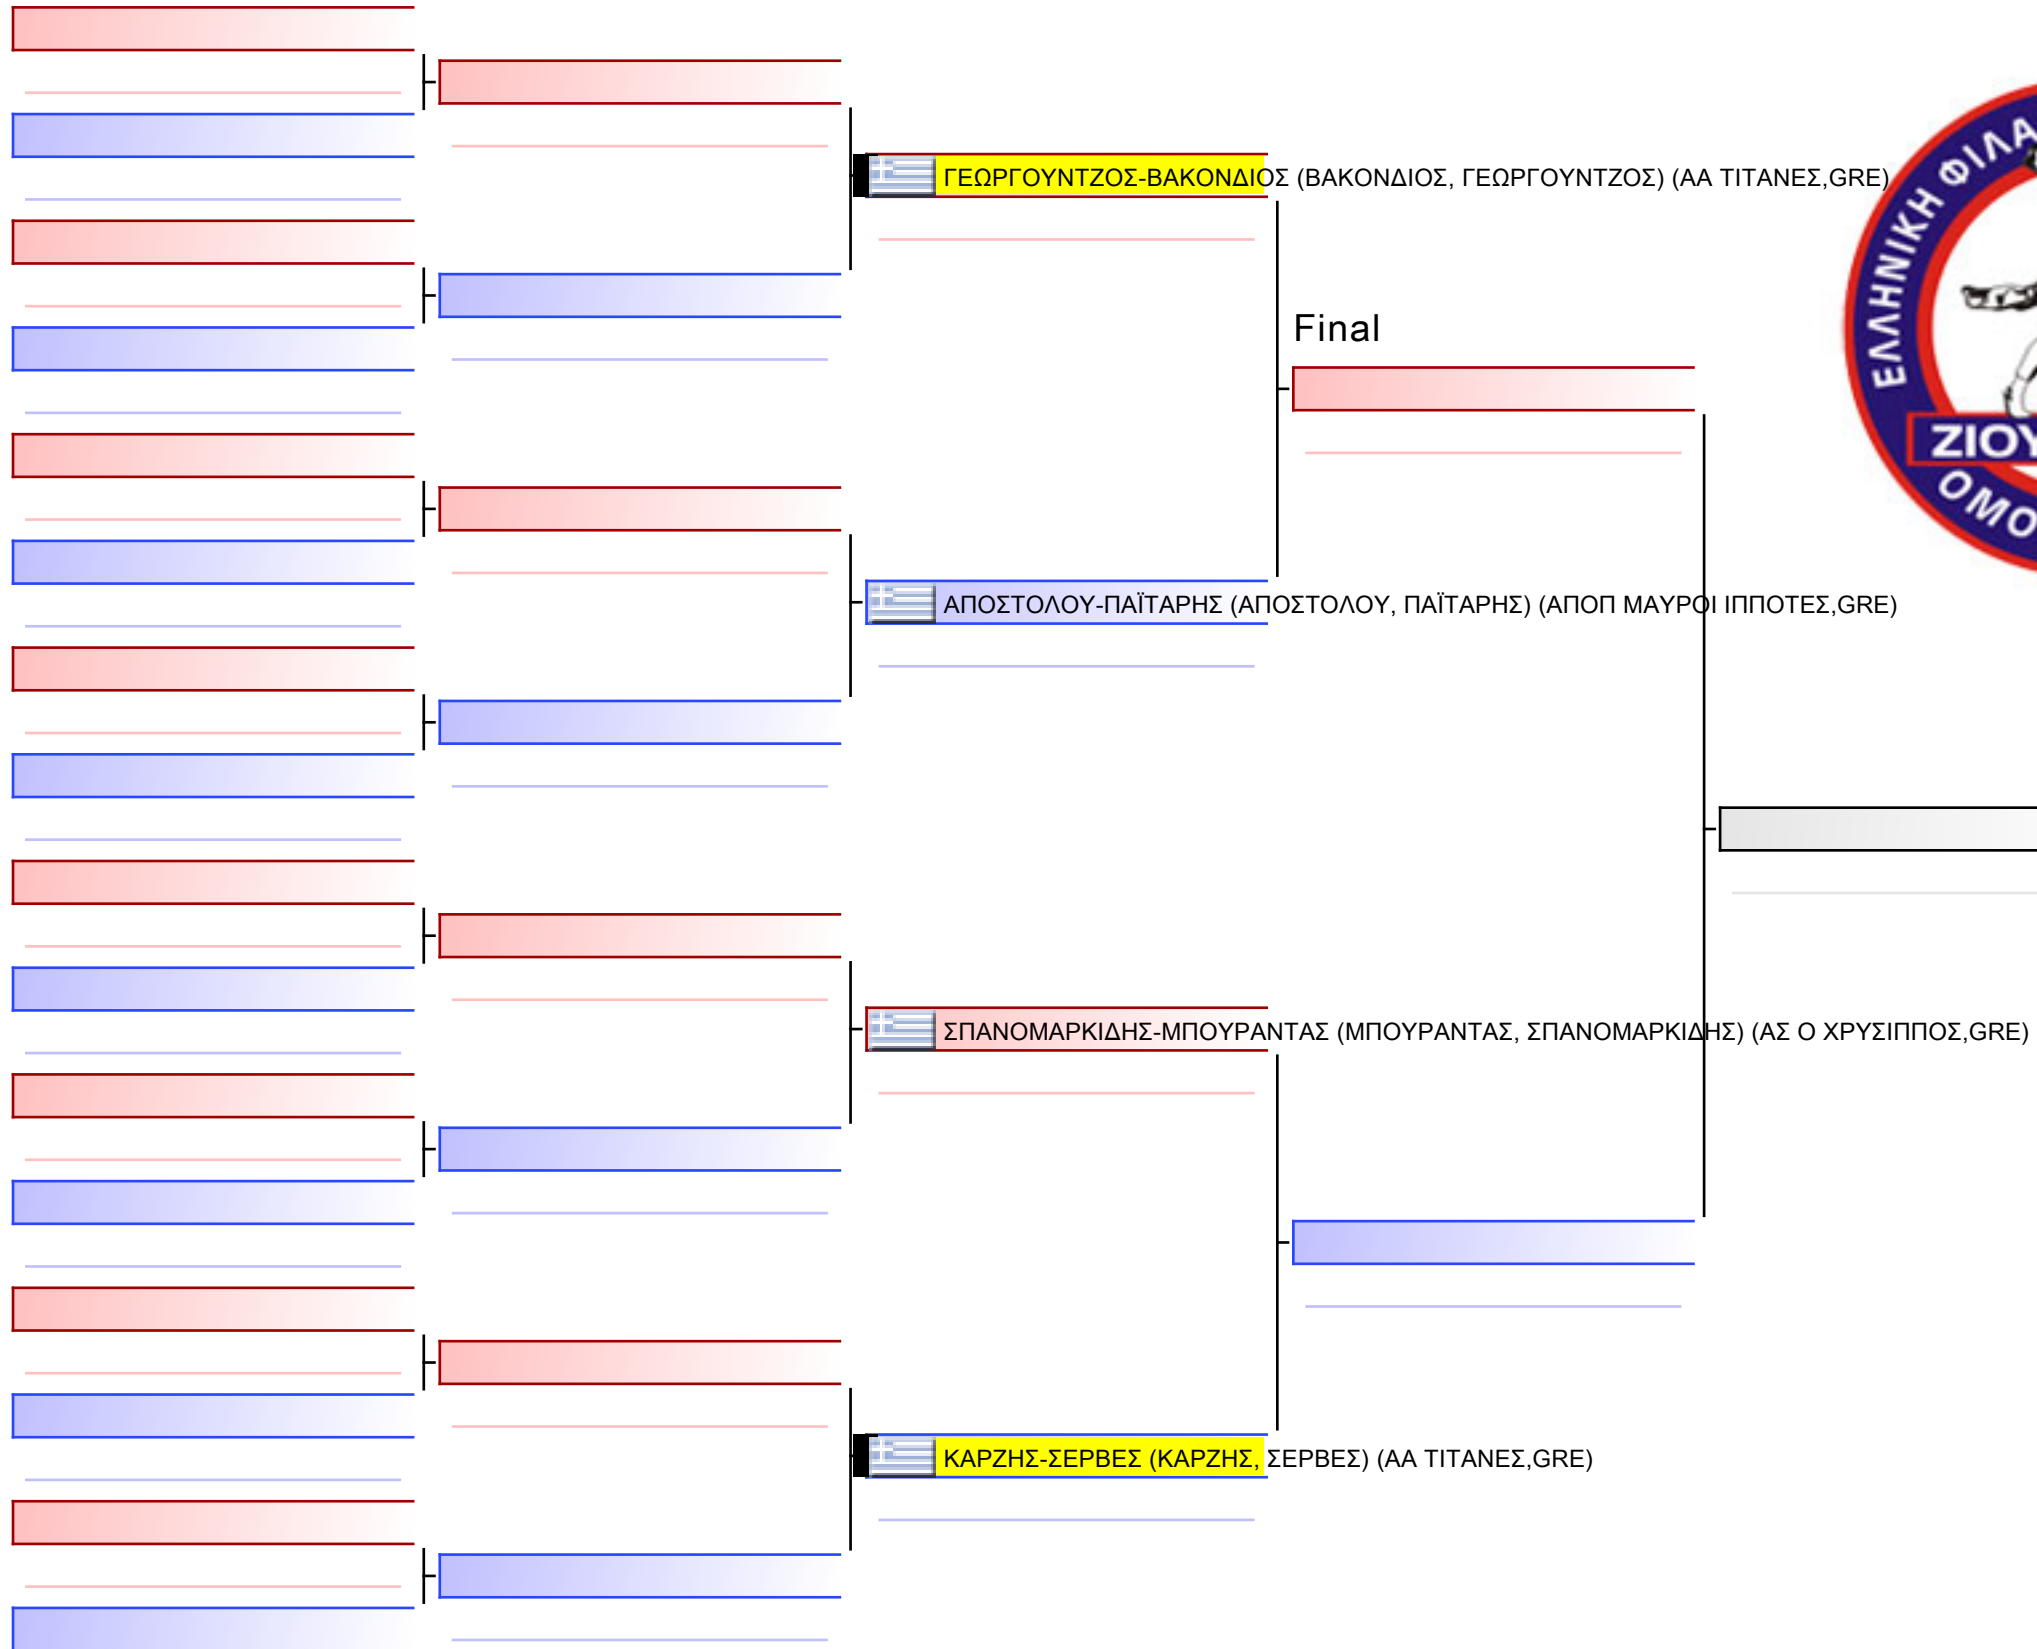 ΓΕΩΡΓΟΥΝΤΖΟΣ-ΒΑΚΟΝΔΙΟΣ (ΒΑΚΟΝΔΙΟΣ, ΓΕΩΡΓΟΥΝΤΖΟΣ) (ΑΑ ΤΙΤΑΝΕΣ,GRE)
ΕΛΛΗΝΙΚΗ
Final
ΑΠΟΣΤΟΛΟΥ-ΠΑΪΤΑΡΗΣ (ΑΠΟΣΤΟΛΟΥ, ΠΑΪΤΑΡΗΣ) (ΑΠΟΠ ΜΑΥΡΟΙ ΙΠΠΟΤΕΣ,GRE)
ΣΠΑΝΟΜΑΡΚΙΔΗΣ-ΜΠΟΥΡΑΝΤΑΣ (ΜΠΟΥΡΑΝΤΑΣ, ΣΠΑΝΟΜΑΡΚΙΔΗΣ) (ΑΣ Ο ΧΡΥΣΙΠΠΟΣ,GRE)
ΚΑΡΖΗΣ-ΣΕΡΒΕΣ (ΚΑΡΖΗΣ, ΣΕΡΒΕΣ) (ΑΑ ΤΙΤΑΝΕΣ,GRE)